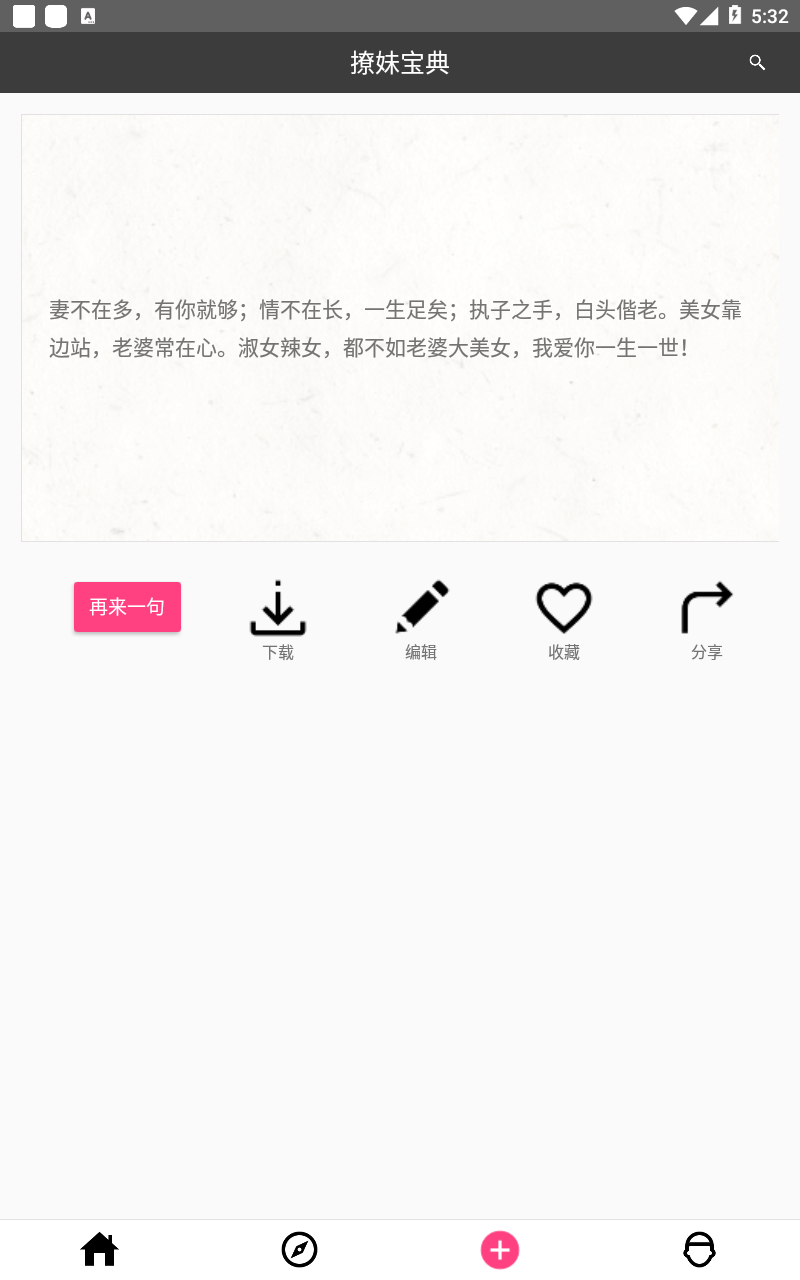 5:32
撩妹宝典
妻不在多，有你就够；情不在长，一生足矣；执子之手，白头偕老。美女靠
边站，老婆常在心。淑女辣女，都不如老婆大美女，我爱你一生一世！
再来一句
下载
编辑
收藏
分享